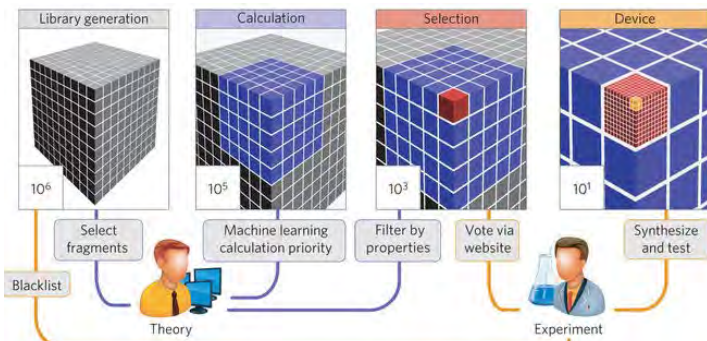 Library generation
Calculation
Selection
Device
10⁶
10⁵
10³
10¹
Select
fragments
Machine learning
calculation priority
Filter by
properties
Vote via
website
Synthesize
and test
Blacklist
Theory
Experiment